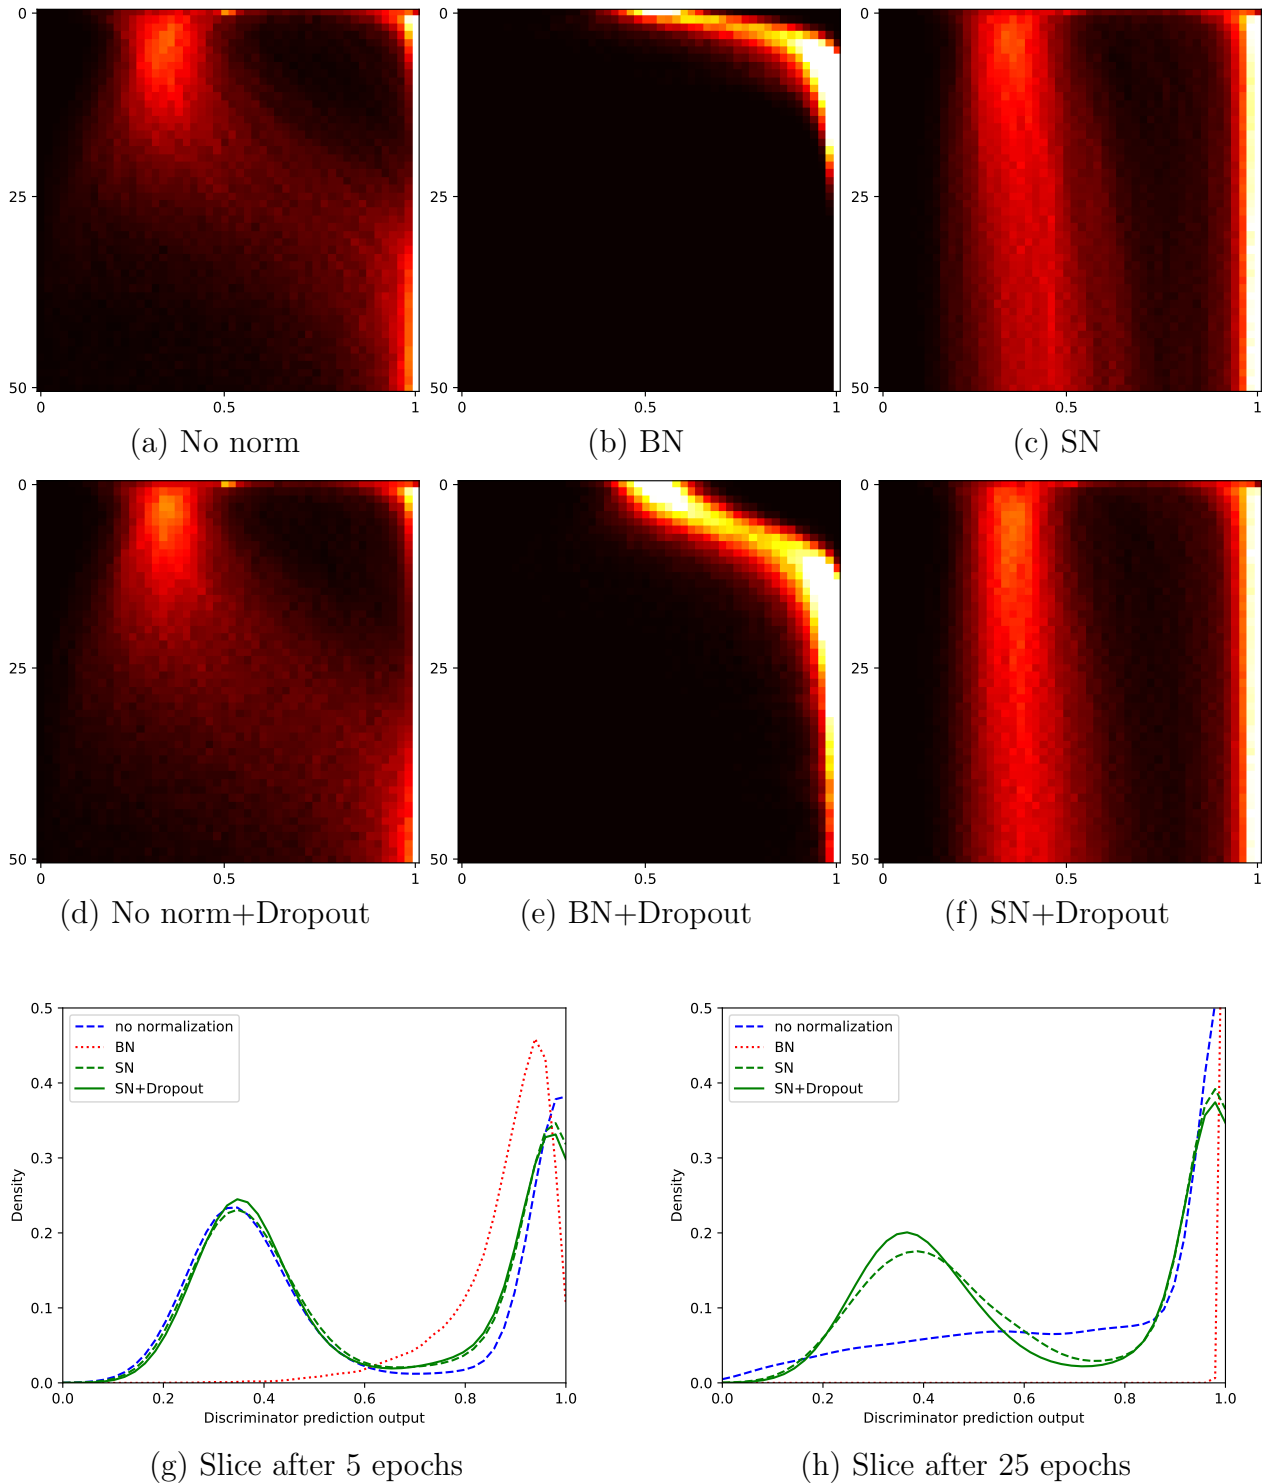 0
25
50
0 0.5 1
(a) No norm
0
25
50
0 0.5 1
(b) BN
0
25
50
0 0.5 1
(c) SN
0
25
50
0 0.5 1
(d) No norm+Dropout
0
25
50
0 0.5 1
(e) BN+Dropout
0
25
50
0 0.5 1
(f) SN+Dropout
0.5
0.4
0.3
0.2
0.1
0.0
Density
no normalization
BN
SN
SN+Dropout
0.0 0.2 0.4 0.6 0.8 1.0
Discriminator prediction output
(g) Slice after 5 epochs
0.5
0.4
0.3
0.2
0.1
0.0
Density
no normalization
BN
SN
SN+Dropout
0.0 0.2 0.4 0.6 0.8 1.0
Discriminator prediction output
(h) Slice after 25 epochs